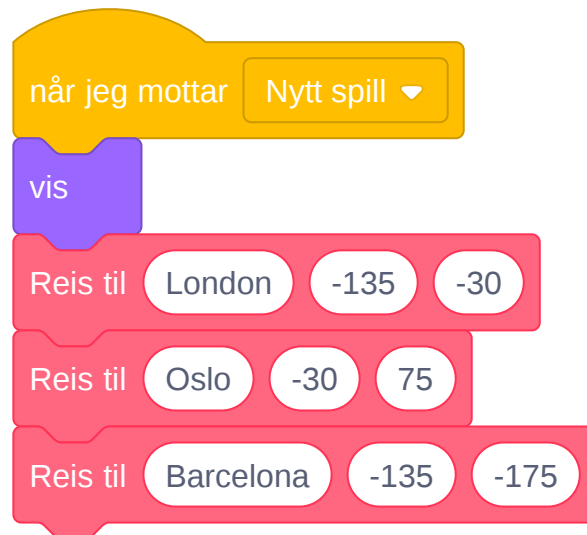 når jeg mottar Nytt spill
vis
Reis til London -135 -30
Reis til Oslo -30 75
Reis til Barcelona -135 -175